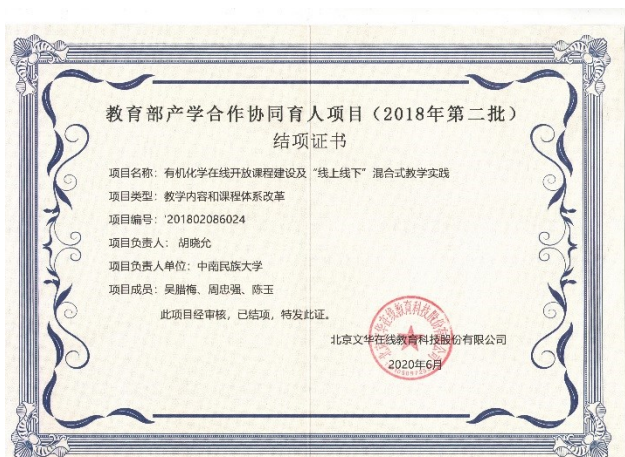 教育部产学合作协同育人项目（2018年第二批）
结项证书
项目名称：有机化学在线开放课程建设及“线上线下”混合式教学实践
项目类型：教学内容和课程体系改革
项目编号：'201802086024
项目负责人：胡晓允
项目负责人单位：中南民族大学
项目成员：吴腊梅、周忠强、陈玉
此项目经审核，已结项，特发此证。
北京文华在线教育科技股份有限公司
2020年6月